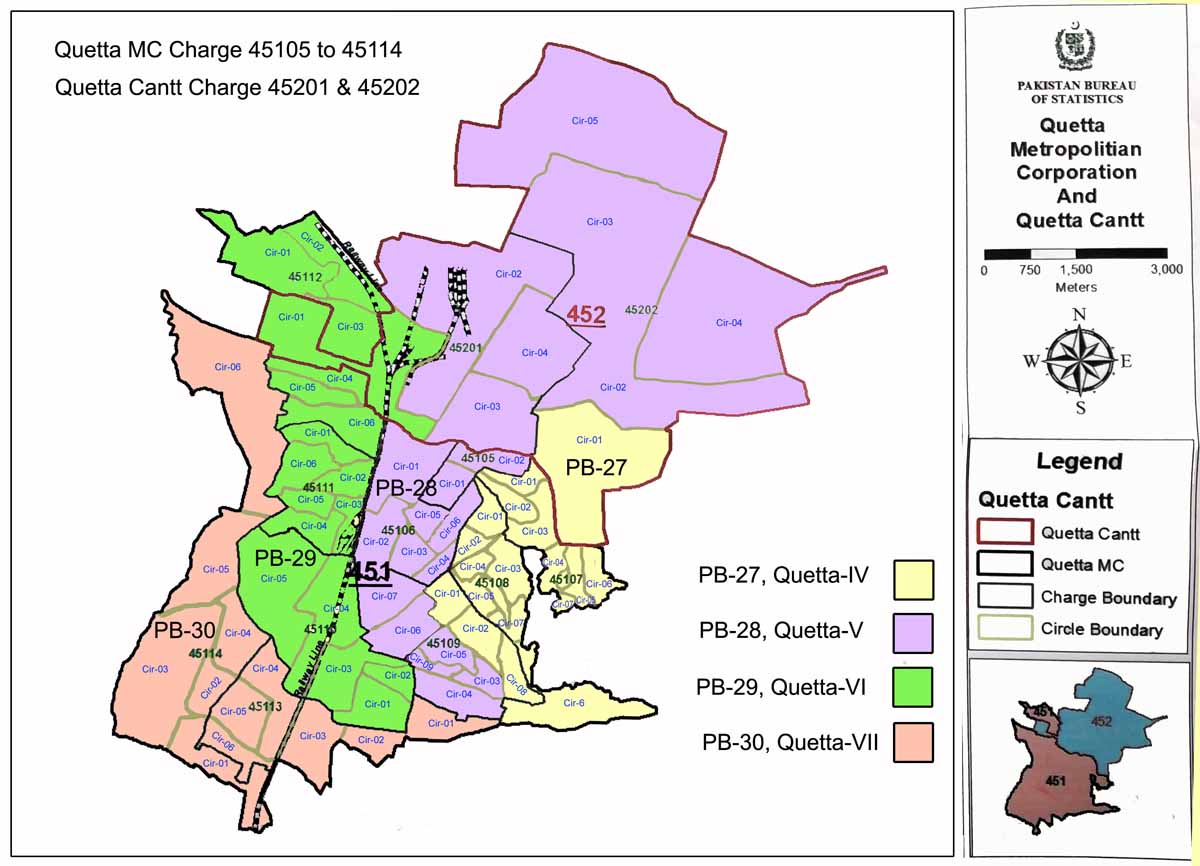 Quetta MC Charge 45105 to 45114
Quetta Cantt Charge 45201 & 45202
Cir-05
Cir-03
Cir-02
452
45202
Cir-04
Cir-02
Cir-01
Cir-02
45112
Railway Li
Cir-01
Cir-03
45201
Cir-04
Cir-03
Cir-06
Cir-04
Cir-05
Cir-06
Cir-01
Cir-06
Cir-02
45111
Cir-05
Cir-03
Cir-04
Cir-01
PB-27
Cir-01
45105
Cir-02
PB-28
Cir-01
Cir-01
Cir-05
Cir-02
Cir-01
Cir-06
45106
Cir-02
Cir-03
Cir-03
Cir-02
Cir-04
PB-29
Cir-05
451
Cir-04
Cir-03
45108
Cir-05
Cir-04
45107
Cir-06
Cir-07
Cir-05
PB-30
Cir-05
Cir-07
Cir-01
Cir-04
Cir-07
Cir-04
Cir-06
Cir-02
45109
45114
Cir-03
Cir-04
Railway Line
Cir-03
Cir-02
Cir-09
Cir-05
Cir-03
Cir-08
Cir-02
Cir-05
45113
Cir-01
Cir-04
Cir-6
Cir-06
Cir-03
Cir-02
Cir-01
Cir-01
PB-27, Quetta-IV
PB-28, Quetta-V
PB-29, Quetta-VI
PB-30, Quetta-VII
PAKISTAN BUREAU
OF STATISTICS
Quetta
Metropolitian
Corporation
And
Quetta Cantt
0 750 1,500 3,000
Meters
N
W E
S
Legend
Quetta Cantt
Quetta Cantt
Quetta MC
Charge Boundary
Circle Boundary
452
451